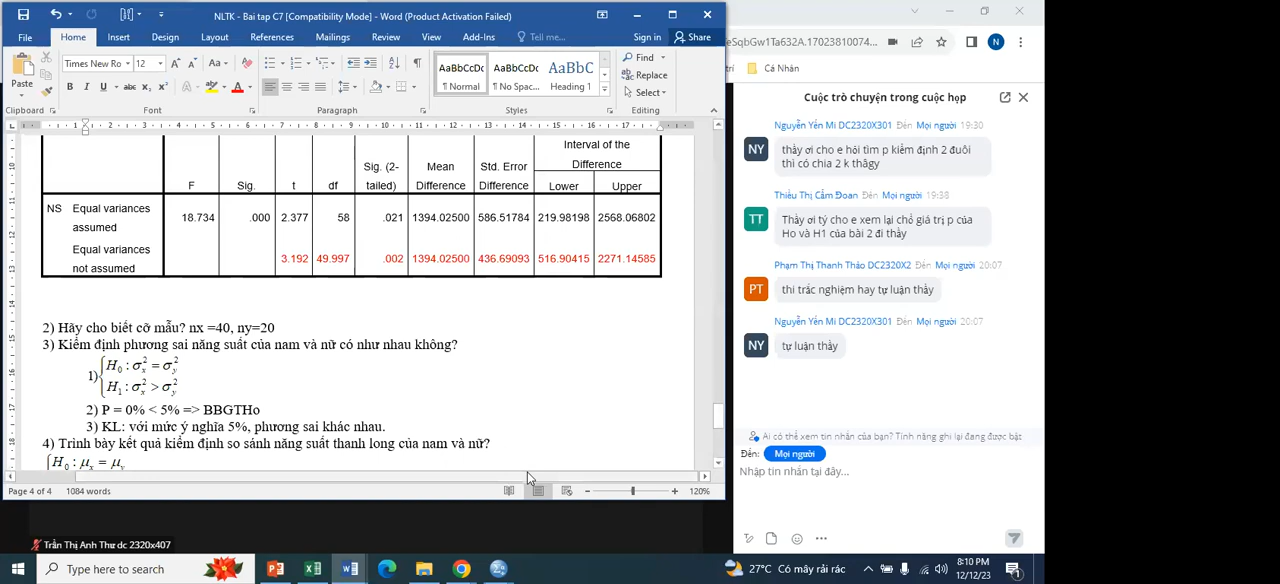 NLTK - Bai tap C7 [Compatibility Mode] - Word (Product Activation Failed)
File Home Insert Design Layout References Mailings Review View Add-Ins Tell me... Sign in Share
Paste
Times New Ro 12
AaBbCcDc AaBbCcDc AaBbC
¶ Normal ¶ No Spac... Heading 1
Find
Replace
Select
Clipboard Font Paragraph Styles Editing
Interval of the
Difference
F Sig. t df Sig. (2-tailed) Mean Difference Std. Error Difference Lower Upper
NS Equal variances assumed 18.734 .000 2.377 58 .021 1394.02500 586.51784 219.98198 2568.06802
Equal variances not assumed 3.192 49.997 .002 1394.02500 436.69093 516.90415 2271.14585
2) Hãy cho biết cỡ mẫu? nx =40, ny=20
3) Kiểm định phương sai năng suất của nam và nữ có như nhau không?
1) H₀ : σₓ² = σᵧ²
H₁ : σₓ² > σᵧ²
2) P = 0% < 5% => BBGTHo
3) KL: với mức ý nghĩa 5%, phương sai khác nhau.
4) Trình bày kết quả kiểm định so sánh năng suất thanh long của nam và nữ?
H₀ : μₓ = μᵧ
Page 4 of 4 1084 words 120%
Trần Thị Anh Thư dc 2320x407
eSqbGw1Ta632A.17023810074...
Cá Nhân
Cuộc trò chuyện trong cuộc họp
Nguyễn Yến Mi DC2320X301 Đến Mọi người 19:30
NY
thầy ơi cho e hỏi tìm p kiểm định 2 đuôi
thì có chia 2 k thâgy
Thiều Thị Cẩm Đoan Đến Mọi người 19:38
TT
Thầy ơi tý cho e xem lại chổ giá trị p của
Ho và H1 của bài 2 đi thầy
Phạm Thị Thanh Thảo DC2320X2 Đến Mọi người 20:07
PT
thi trắc nghiệm hay tự luận thầy
Nguyễn Yến Mi DC2320X301 Đến Mọi người 20:07
NY
tự luận thầy
Ai có thể xem tin nhắn của bạn? Tính năng ghi lại đang được bật
Đến: Mọi người
Nhập tin nhắn tại đây...
Type here to search
27°C Có mây rải rác
8:10 PM
12/12/23